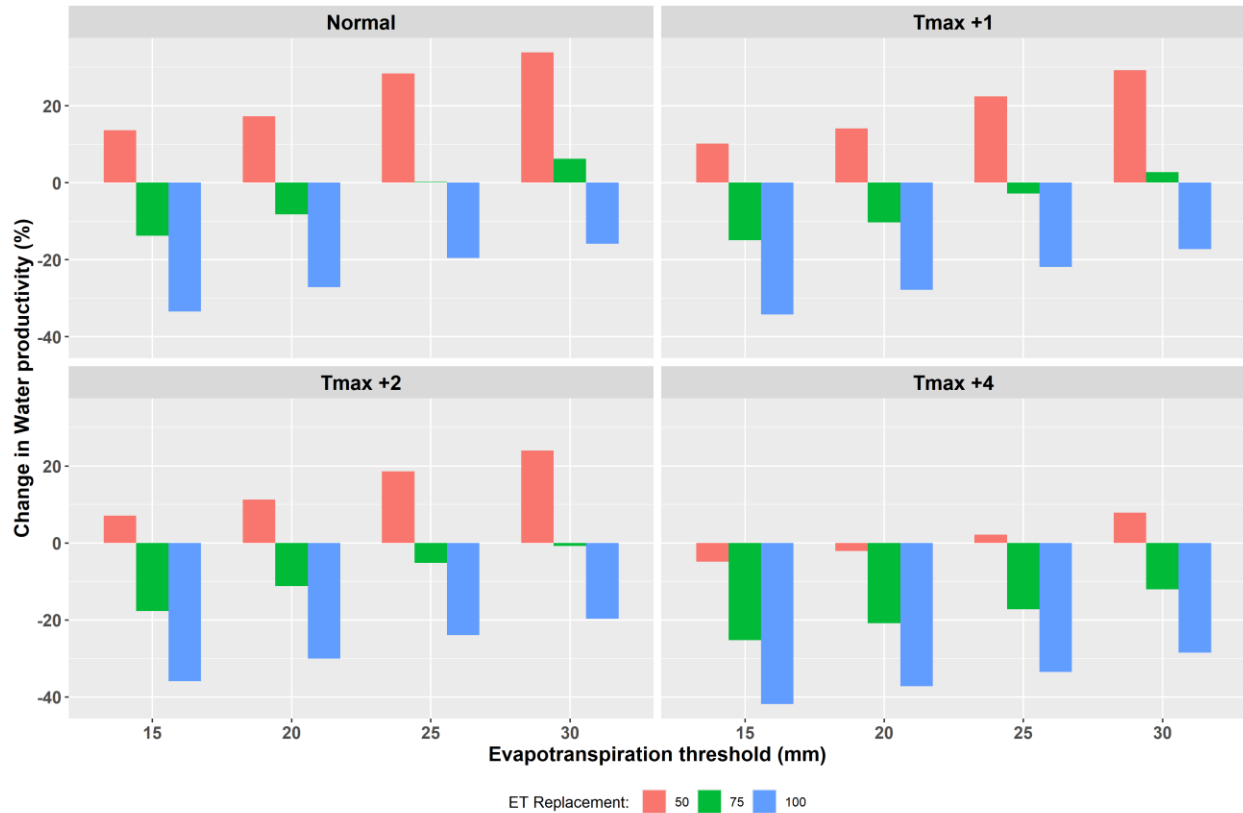 Normal
Tmax +1
20
0
-20
-40
Tmax +2
Tmax +4
20
0
-20
-40
Change in Water productivity (%)
15 20 25 30 15 20 25 30
Evapotranspiration threshold (mm)
ET Replacement: 50 75 100